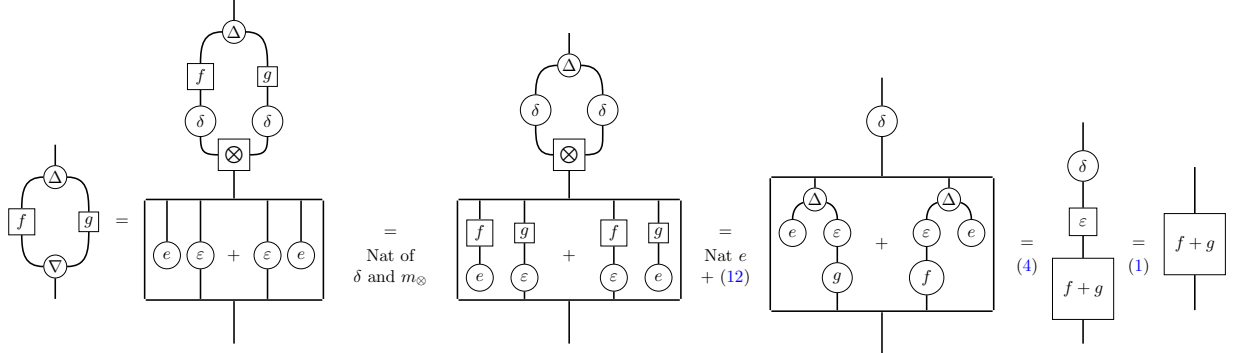 Δ
f g
∇
=
Δ
f g
δ δ
⊗
e ε + ε e
=
Nat of
δ and m⊗
Δ
δ δ
⊗
f g f g
+
e ε ε e
=
Nat e
+ (12)
δ
Δ Δ
e ε + ε e
g f
=
(4)
δ
ε
f + g
=
(1)
f + g